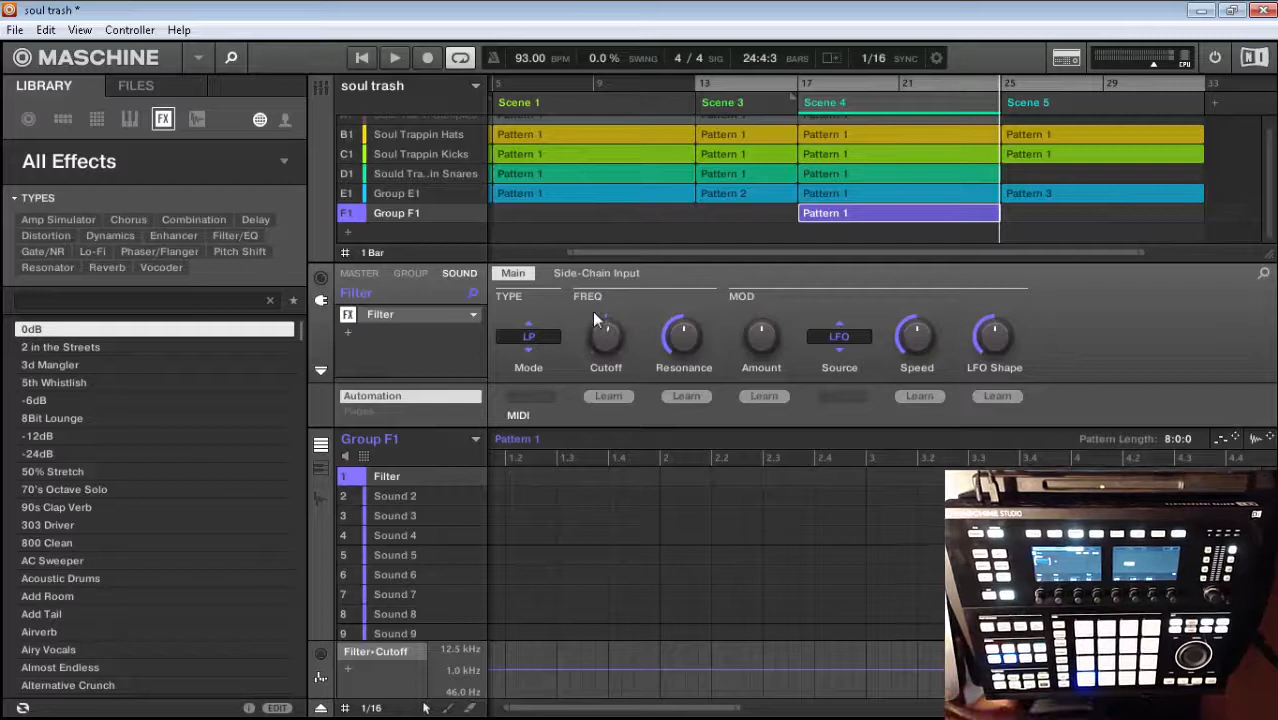 soul trash *
File Edit View Controller Help
MASCHINE 93.00 BPM 0.0% SWING 4 / 4 SIG 24:4:3 BARS 1/16 SYNC CPU
LIBRARY FILES
soul trash
5 9 13 17 21 25 29 33
Scene 1 Scene 3 Scene 4 Scene 5
B1 Soul Trappin Hats Pattern 1 Pattern 1 Pattern 1 Pattern 1
C1 Soul Trappin Kicks Pattern 1 Pattern 1 Pattern 1 Pattern 1
D1 Sould Tra..in Snares Pattern 1 Pattern 1 Pattern 1
E1 Group E1 Pattern 1 Pattern 2 Pattern 1 Pattern 3
F1 Group F1 Pattern 1
+
1 Bar
FX
All Effects
TYPES
Amp Simulator Chorus Combination Delay
Distortion Dynamics Enhancer Filter/EQ
Gate/NR Lo-Fi Phaser/Flanger Pitch Shift
Resonator Reverb Vocoder
0dB
2 in the Streets
3d Mangler
5th Whistlish
-6dB
8Bit Lounge
-12dB
-24dB
50% Stretch
70's Octave Solo
90s Clap Verb
303 Driver
800 Clean
AC Sweeper
Acoustic Drums
Add Room
Add Tail
Airverb
Airy Vocals
Almost Endless
Alternative Crunch
EDIT
MASTER GROUP SOUND
Filter
FX Filter
+
Automation
Pages
Main Side-Chain Input
TYPE FREQ MOD
LP LFO
Mode Cutoff Resonance Amount Source Speed LFO Shape
Learn Learn Learn Learn Learn
MIDI
Group F1 Pattern 1 Pattern Length: 8:0:0
1.2 1.3 1.4 2 2.2 2.3 2.4 3 3.2 3.3 3.4 4 4.2 4.3 4.4
1 Filter
2 Sound 2
3 Sound 3
4 Sound 4
5 Sound 5
6 Sound 6
7 Sound 7
8 Sound 8
9 Sound 9
Filter▸Cutoff 12.5 kHz
+ 1.0 kHz
46.0 Hz
1/16